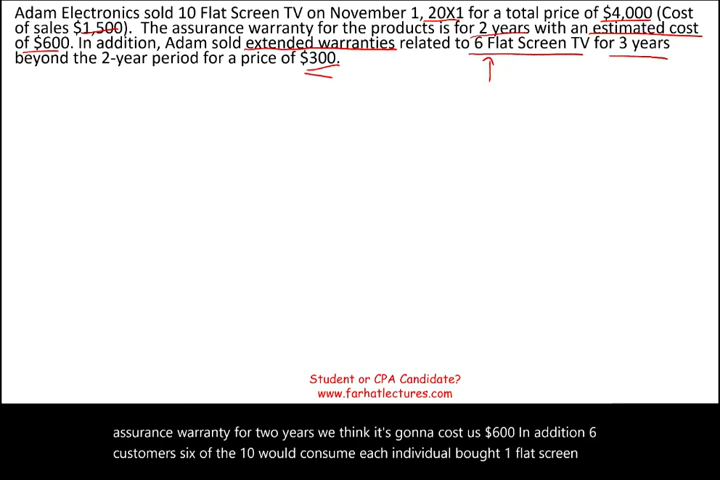 Adam Electronics sold 10 Flat Screen TV on November 1, 20X1 for a total price of $4,000 (Cost
of sales $1,500). The assurance warranty for the products is for 2 years with an estimated cost
of $600. In addition, Adam sold extended warranties related to 6 Flat Screen TV for 3 years
beyond the 2-year period for a price of $300.
Student or CPA Candidate?
www.farhatlectures.com
assurance warranty for two years we think it's gonna cost us $600 In addition 6
customers six of the 10 would consume each individual bought 1 flat screen